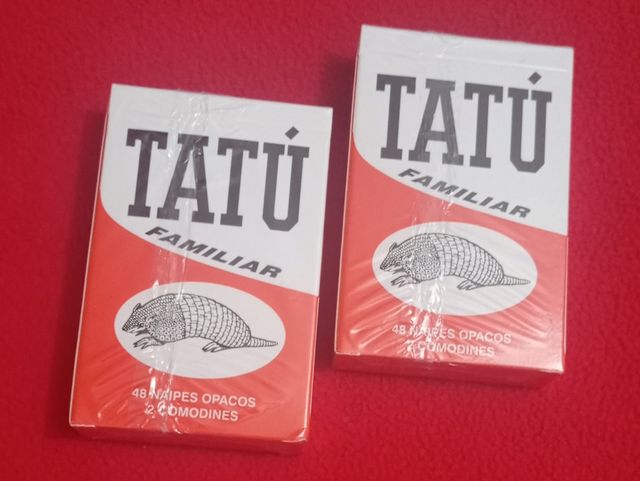 TATÚ
FAMILIAR
48 NAIPES OPACOS
2 COMODINES
TATÚ
FAMILIAR
48 NAIPES OPACOS
2 COMODINES